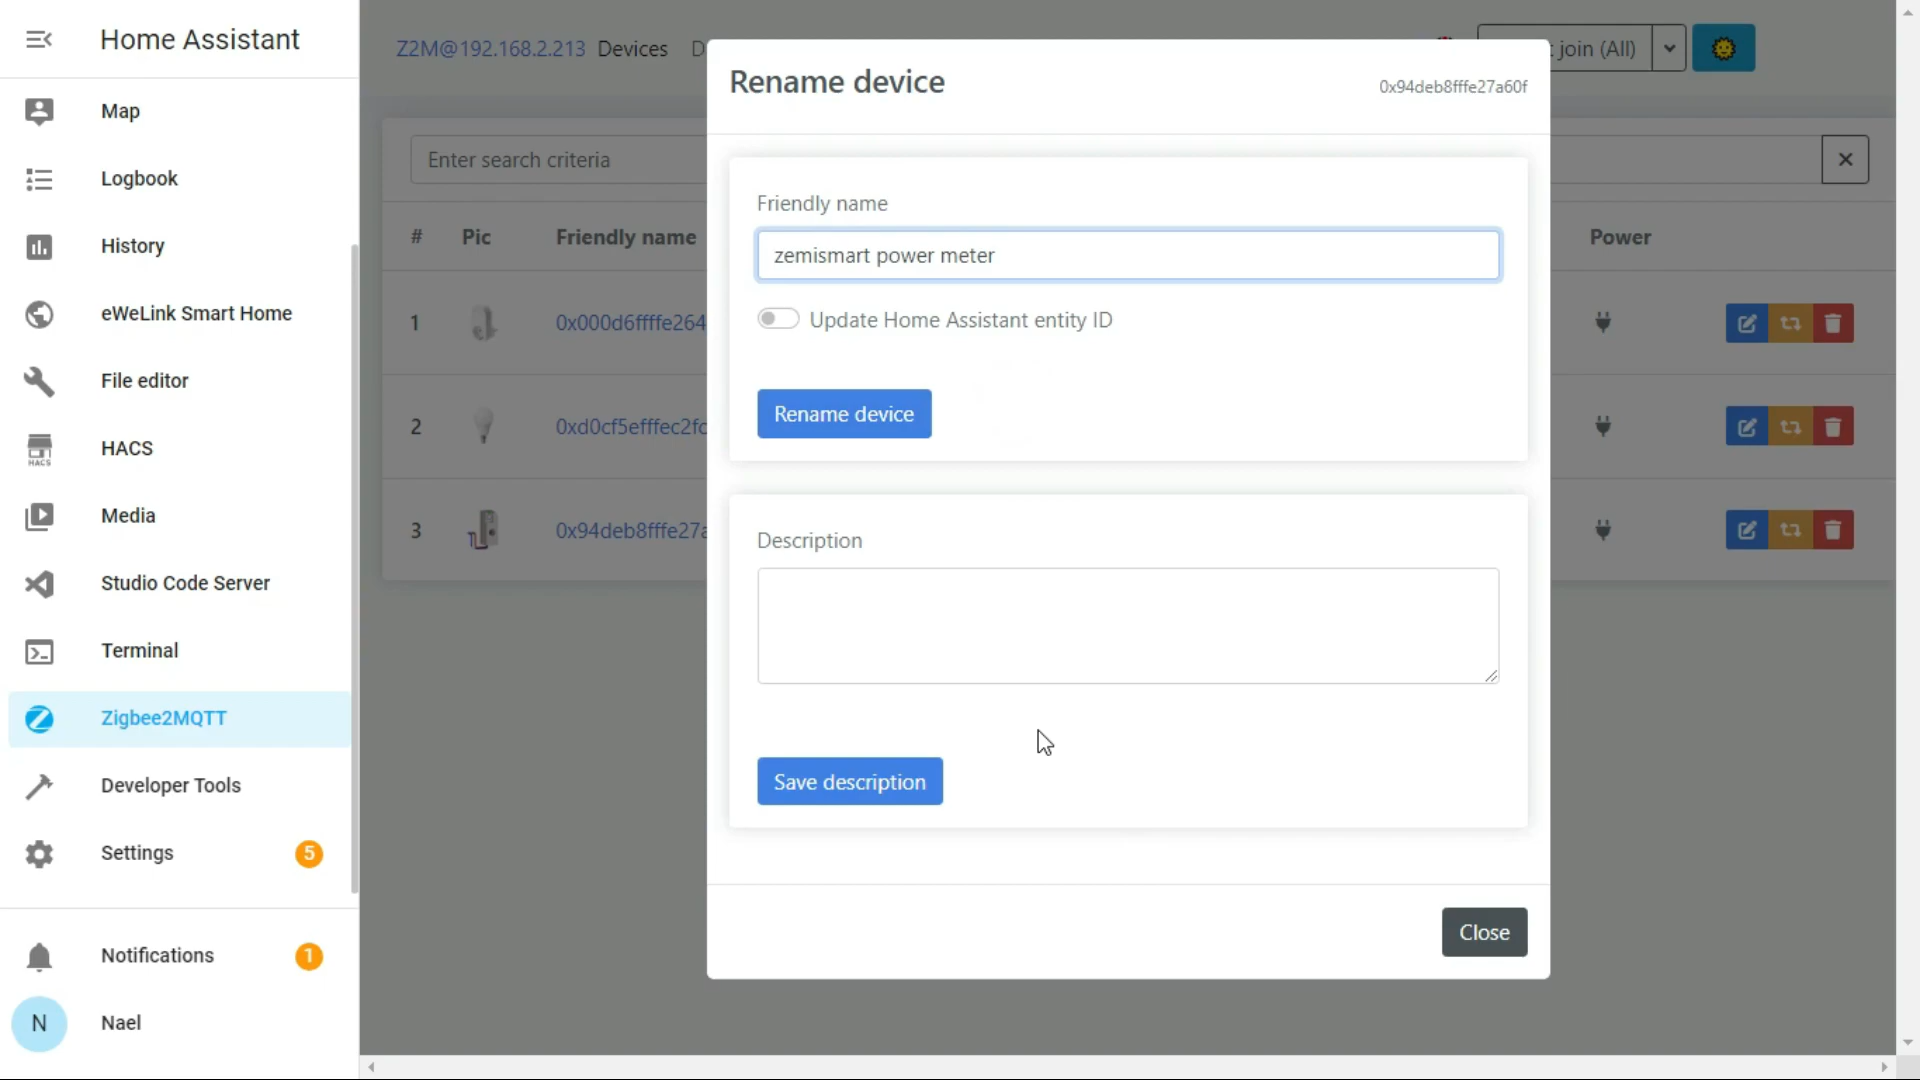 Home Assistant
Map
Logbook
History
eWeLink Smart Home
File editor
HACS
HACS
Media
Studio Code Server
Terminal
Zigbee2MQTT
Developer Tools
Settings
5
Notifications
1
N
Nael
Z2M@192.168.2.213 Devices D
join (All)
Enter search criteria
# Pic Friendly name Power
1 0x000d6ffffe264
2 0xd0cf5efffec2fc
3 0x94deb8fffe27a
Rename device
0x94deb8fffe27a60f
Friendly name
zemismart power meter
Update Home Assistant entity ID
Rename device
Description
Save description
Close